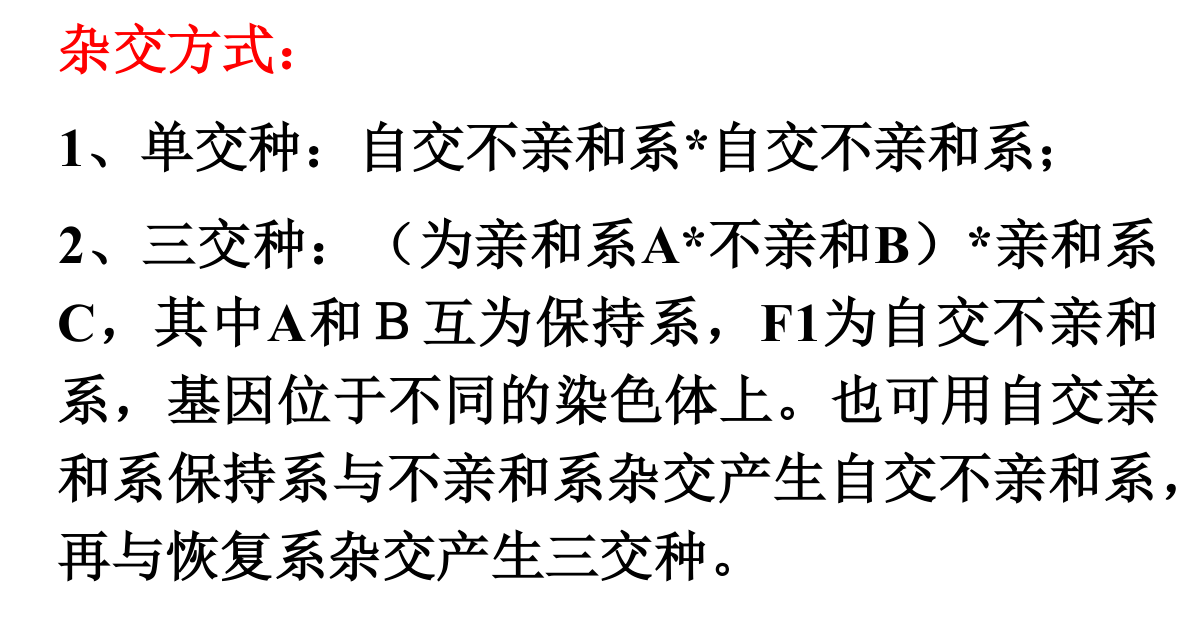 杂交方式：
1、单交种：自交不亲和系*自交不亲和系；
2、三交种：（为亲和系A*不亲和B）*亲和系
C，其中A和Ｂ互为保持系，F1为自交不亲和
系，基因位于不同的染色体上。也可用自交亲
和系保持系与不亲和系杂交产生自交不亲和系，
再与恢复系杂交产生三交种。